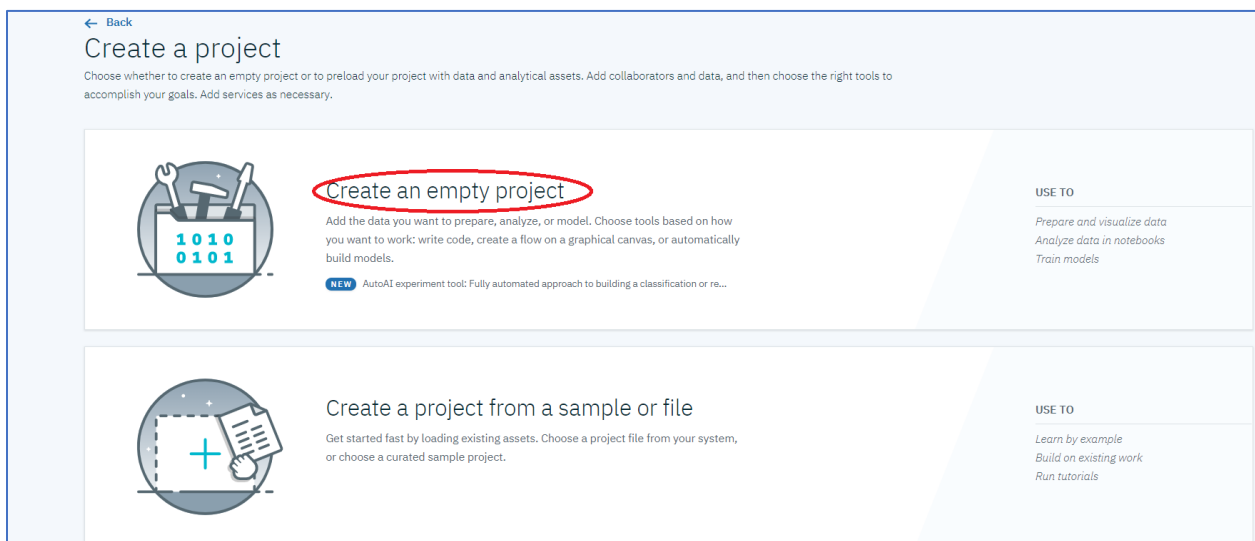 ← Back
Create a project
Choose whether to create an empty project or to preload your project with data and analytical assets. Add collaborators and data, and then choose the right tools to
accomplish your goals. Add services as necessary.
1010
0101
Create an empty project
Add the data you want to prepare, analyze, or model. Choose tools based on how
you want to work: write code, create a flow on a graphical canvas, or automatically
build models.
NEW AutoAI experiment tool: Fully automated approach to building a classification or re...
USE TO
Prepare and visualize data
Analyze data in notebooks
Train models
Create a project from a sample or file
Get started fast by loading existing assets. Choose a project file from your system,
or choose a curated sample project.
USE TO
Learn by example
Build on existing work
Run tutorials